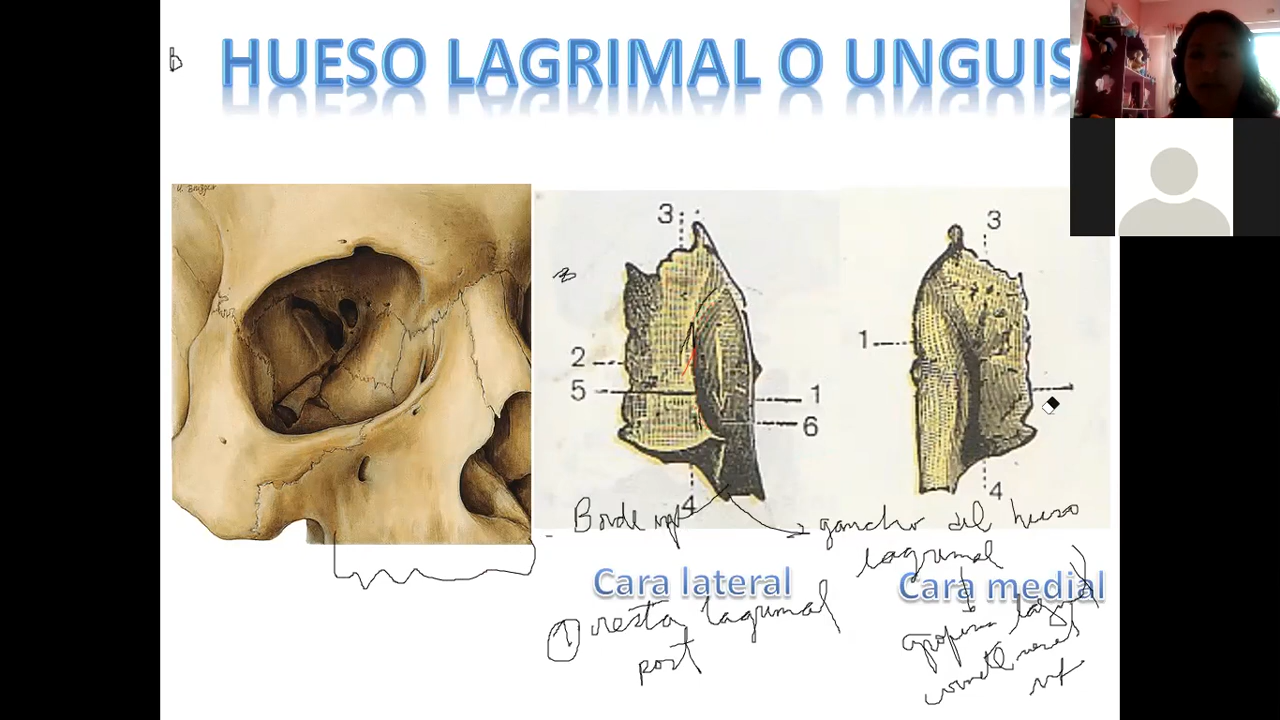 HUESO LAGRIMAL O UNGUIS
3
2
5
1
6
4
3
1
4
Borde inf
gancho del hueso
lagrimal
Cara lateral
Cara medial
1 cresta lagrimal
post